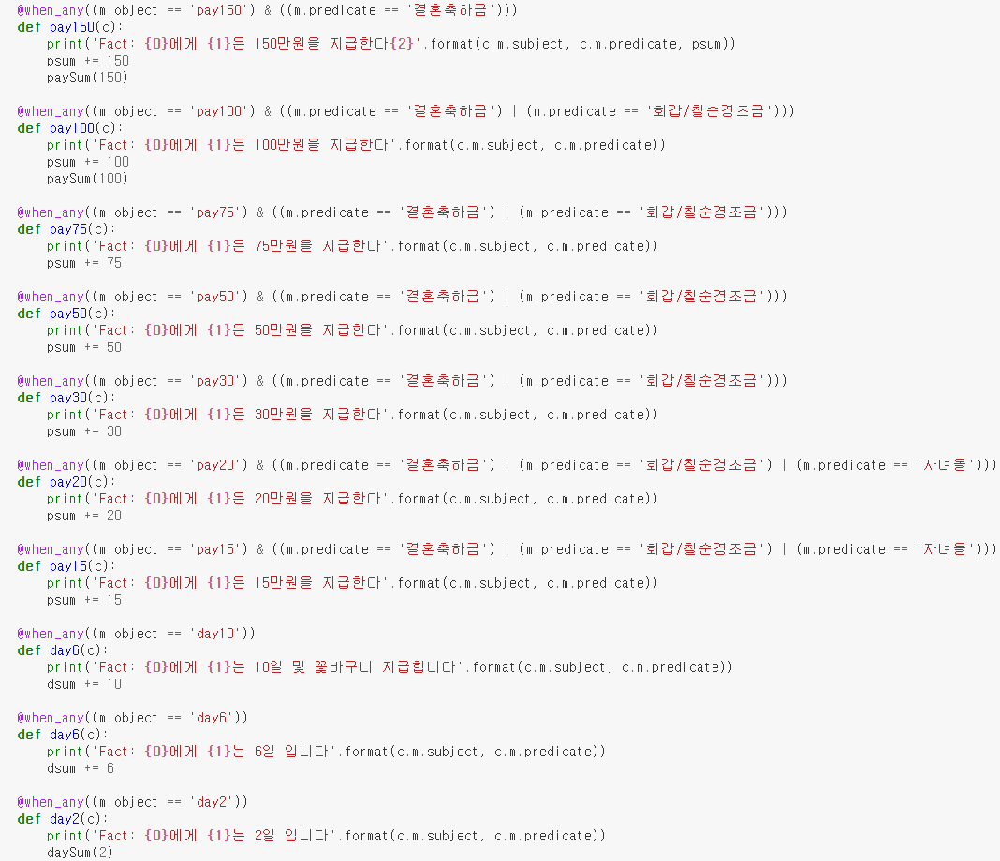 @when_any((m.object == 'pay150') & ((m.predicate == '결혼축하금')))
def pay150(c):
    print('Fact: {0}에게 {1}은 150만원을 지급한다{2}'.format(c.m.subject, c.m.predicate, psum))
    psum += 150
    paySum(150)
@when_any((m.object == 'pay100') & ((m.predicate == '결혼축하금') | (m.predicate == '회갑/칠순경조금')))
def pay100(c):
    print('Fact: {0}에게 {1}은 100만원을 지급한다'.format(c.m.subject, c.m.predicate))
    psum += 100
    paySum(100)
@when_any((m.object == 'pay75') & ((m.predicate == '결혼축하금') | (m.predicate == '회갑/칠순경조금')))
def pay75(c):
    print('Fact: {0}에게 {1}은 75만원을 지급한다'.format(c.m.subject, c.m.predicate))
    psum += 75
@when_any((m.object == 'pay50') & ((m.predicate == '결혼축하금') | (m.predicate == '회갑/칠순경조금')))
def pay50(c):
    print('Fact: {0}에게 {1}은 50만원을 지급한다'.format(c.m.subject, c.m.predicate))
    psum += 50
@when_any((m.object == 'pay30') & ((m.predicate == '결혼축하금') | (m.predicate == '회갑/칠순경조금')))
def pay30(c):
    print('Fact: {0}에게 {1}은 30만원을 지급한다'.format(c.m.subject, c.m.predicate))
    psum += 30
@when_any((m.object == 'pay20') & ((m.predicate == '결혼축하금') | (m.predicate == '회갑/칠순경조금') | (m.predicate == '자녀돌')))
def pay20(c):
    print('Fact: {0}에게 {1}은 20만원을 지급한다'.format(c.m.subject, c.m.predicate))
    psum += 20
@when_any((m.object == 'pay15') & ((m.predicate == '결혼축하금') | (m.predicate == '회갑/칠순경조금') | (m.predicate == '자녀돌')))
def pay15(c):
    print('Fact: {0}에게 {1}은 15만원을 지급한다'.format(c.m.subject, c.m.predicate))
    psum += 15
@when_any((m.object == 'day10'))
def day6(c):
    print('Fact: {0}에게 {1}는 10일 및 꽃바구니 지급합니다'.format(c.m.subject, c.m.predicate))
    dsum += 10
@when_any((m.object == 'day6'))
def day6(c):
    print('Fact: {0}에게 {1}는 6일 입니다'.format(c.m.subject, c.m.predicate))
    dsum += 6
@when_any((m.object == 'day2'))
def day2(c):
    print('Fact: {0}에게 {1}는 2일 입니다'.format(c.m.subject, c.m.predicate))
    daySum(2)